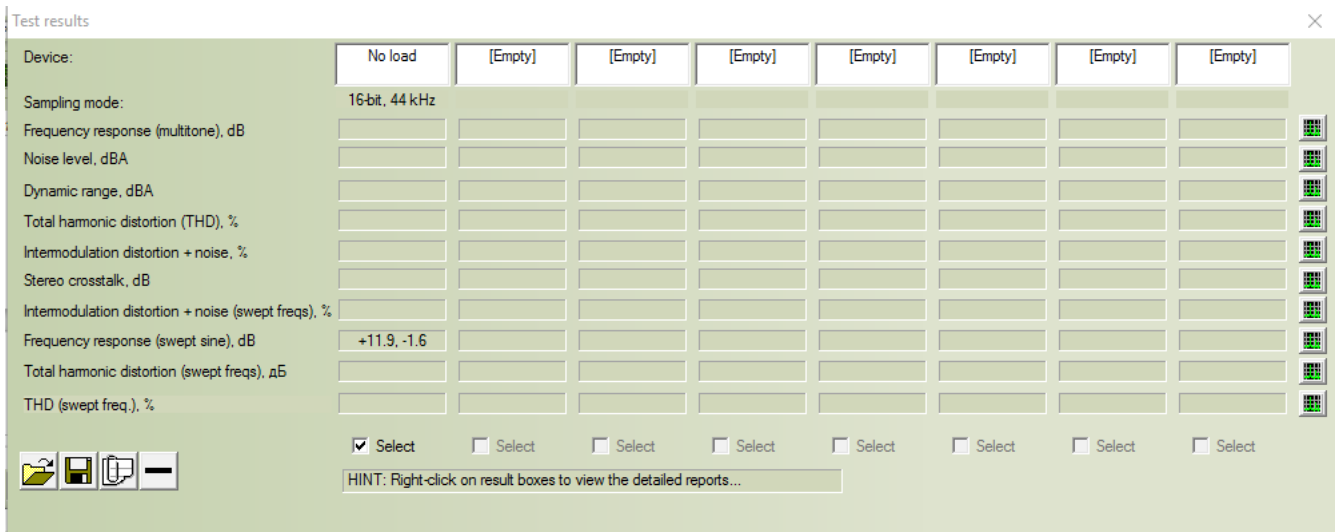 Test results
Device: No load [Empty] [Empty] [Empty] [Empty] [Empty] [Empty] [Empty]
Sampling mode: 16-bit, 44 kHz
Frequency response (multitone), dB
Noise level, dBA
Dynamic range, dBA
Total harmonic distortion (THD), %
Intermodulation distortion + noise, %
Stereo crosstalk, dB
Intermodulation distortion + noise (swept freqs), %
Frequency response (swept sine), dB +11.9, -1.6
Total harmonic distortion (swept freqs), дБ
THD (swept freq.), %
Select Select Select Select Select Select Select Select
HINT: Right-click on result boxes to view the detailed reports...